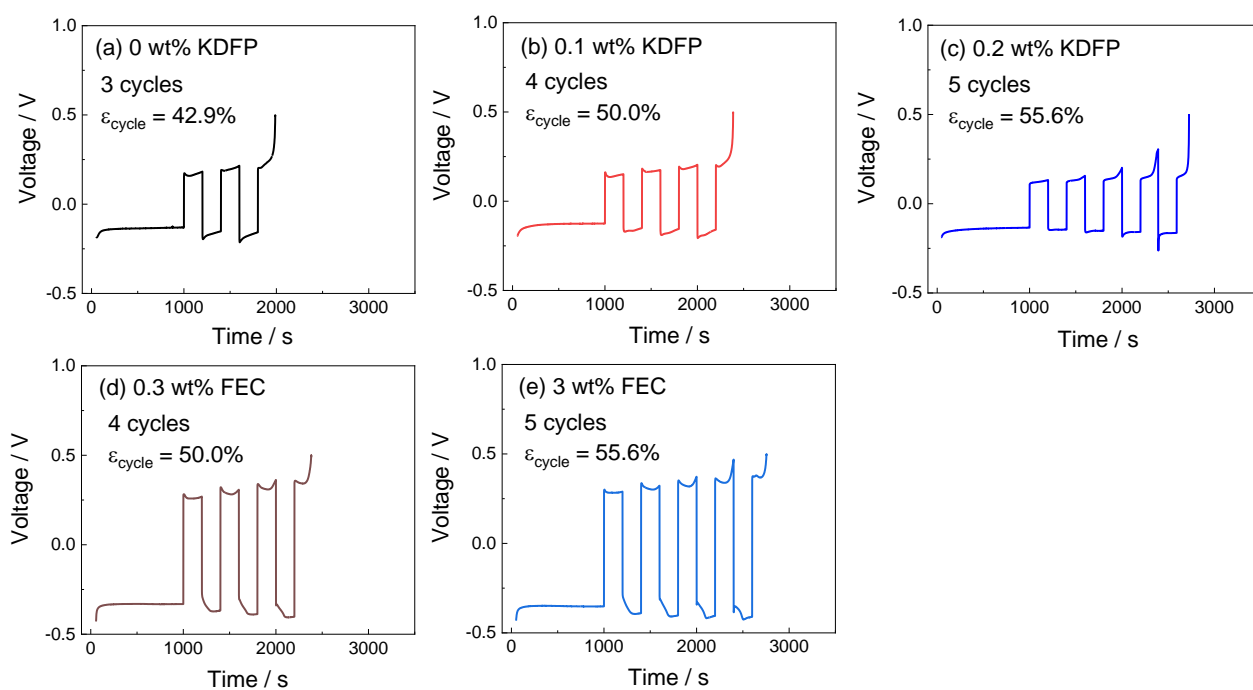 (a) 0 wt% KDFP
3 cycles
εcycle = 42.9%
Voltage / V
1.0
0.5
0.0
-0.5
0 1000 2000 3000
Time / s
(b) 0.1 wt% KDFP
4 cycles
εcycle = 50.0%
Voltage / V
1.0
0.5
0.0
-0.5
0 1000 2000 3000
Time / s
(c) 0.2 wt% KDFP
5 cycles
εcycle = 55.6%
Voltage / V
1.0
0.5
0.0
-0.5
0 1000 2000 3000
Time / s
(d) 0.3 wt% FEC
4 cycles
εcycle = 50.0%
Voltage / V
1.0
0.5
0.0
-0.5
0 1000 2000 3000
Time / s
(e) 3 wt% FEC
5 cycles
εcycle = 55.6%
Voltage / V
1.0
0.5
0.0
-0.5
0 1000 2000 3000
Time / s